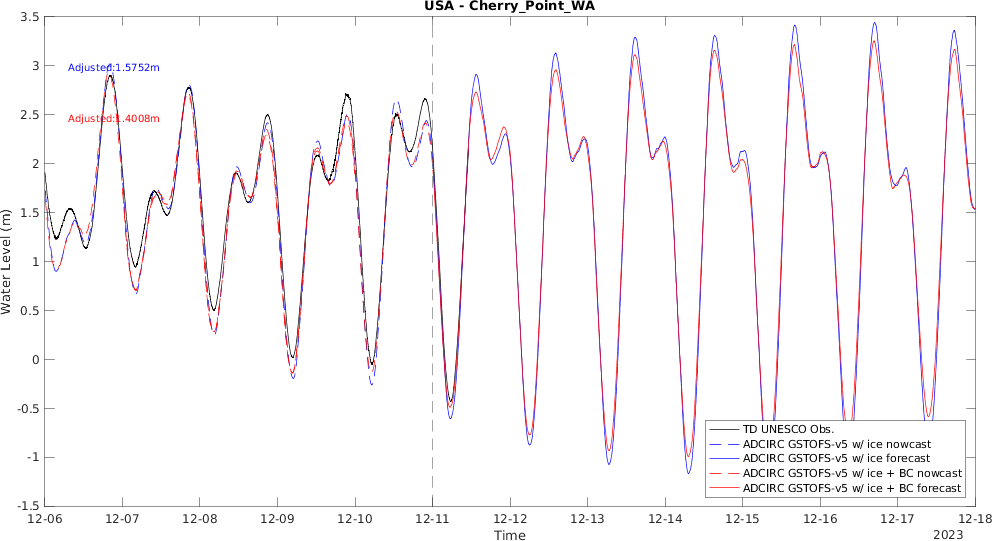 USA - Cherry_Point_WA
3.5
3
2.5
2
1.5
1
0.5
0
-0.5
-1
-1.5
Water Level (m)
Adjusted:1.5752m
Adjusted:1.4008m
TD UNESCO Obs.
ADCIRC GSTOFS-v5 w/ ice nowcast
ADCIRC GSTOFS-v5 w/ ice forecast
ADCIRC GSTOFS-v5 w/ ice + BC nowcast
ADCIRC GSTOFS-v5 w/ ice + BC forecast
12-06 12-07 12-08 12-09 12-10 12-11 12-12 12-13 12-14 12-15 12-16 12-17 12-18
Time
2023